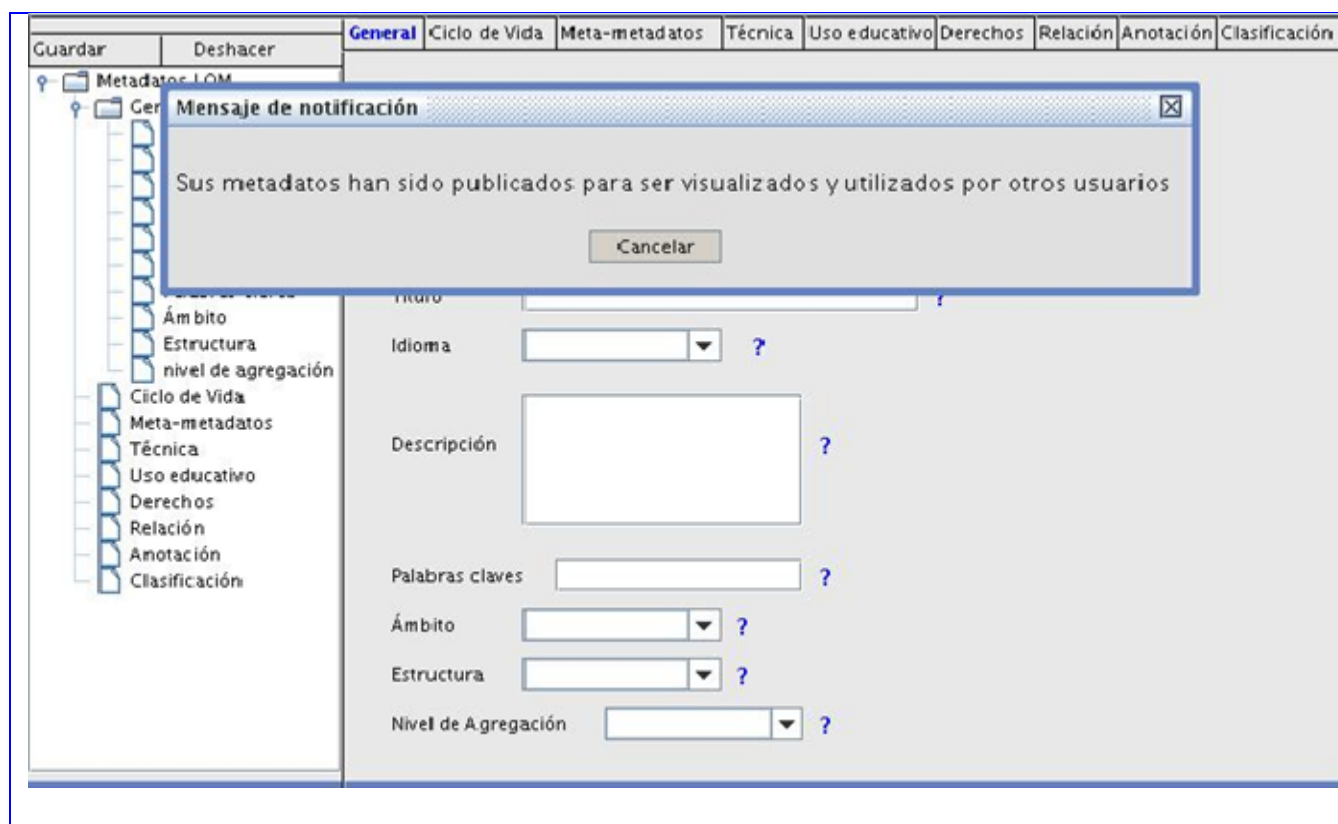 General Ciclo de Vida Meta-metadatos Técnica Uso educativo Derechos Relación Anotación Clasificación
Guardar Deshacer
Metadatos LOM
Ger
Mensaje de notificación
Sus metadatos han sido publicados para ser visualizados y utilizados por otros usuarios
Cancelar
Ámbito
Estructura
nivel de agregación
Ciclo de Vida
Meta-metadatos
Técnica
Uso educativo
Derechos
Relación
Anotación
Clasificación
Título ?
Idioma ?
Descripción ?
Palabras claves ?
Ámbito ?
Estructura ?
Nivel de Agregación ?